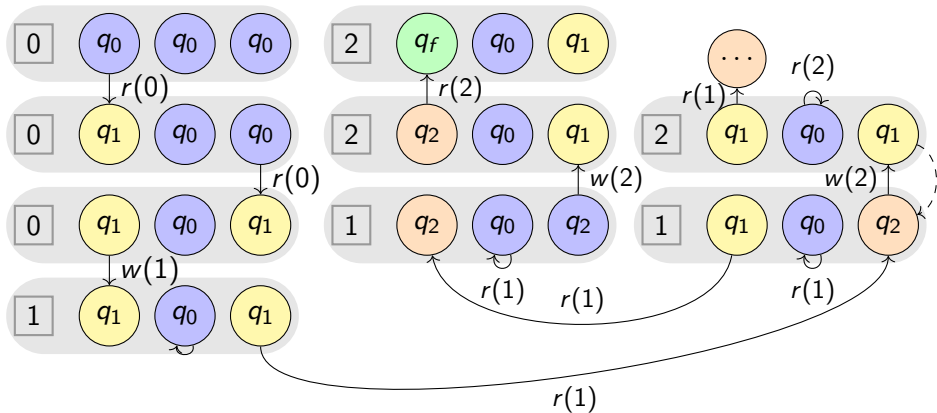 0 q0 q0 q0
r(0)
0 q1 q0 q0
r(0)
0 q1 q0 q1
w(1)
1 q1 q0 q1
r(1)
2 qf q0 q1
r(2)
2 q2 q0 q1
w(2)
1 q2 q0 q2
r(1)
r(1)
...
r(1)
r(2)
2 q1 q0 q1
w(2)
1 q1 q0 q2
r(1)